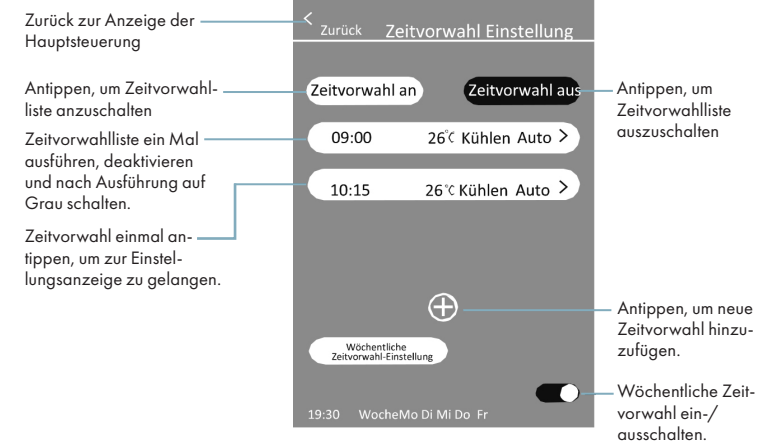 Zurück zur Anzeige der
Hauptsteuerung
Antippen, um Zeitvorwahl-
liste anzuschalten
Zeitvorwahlliste ein Mal
ausführen, deaktivieren
und nach Ausführung auf
Grau schalten.
Zeitvorwahl einmal an-
tippen, um zur Einstel-
lungsanzeige zu gelangen.
< Zurück Zeitvorwahl Einstellung
Zeitvorwahl an Zeitvorwahl aus
09:00 26℃ Kühlen Auto >
10:15 26℃ Kühlen Auto >
Wöchentliche
Zeitvorwahl-Einstellung
19:30 WocheMo Di Mi Do Fr
Antippen, um
Zeitvorwahlliste
auszuschalten
Antippen, um neue
Zeitvorwahl hinzu-
zufügen.
Wöchentliche Zeit-
vorwahl ein-/
ausschalten.